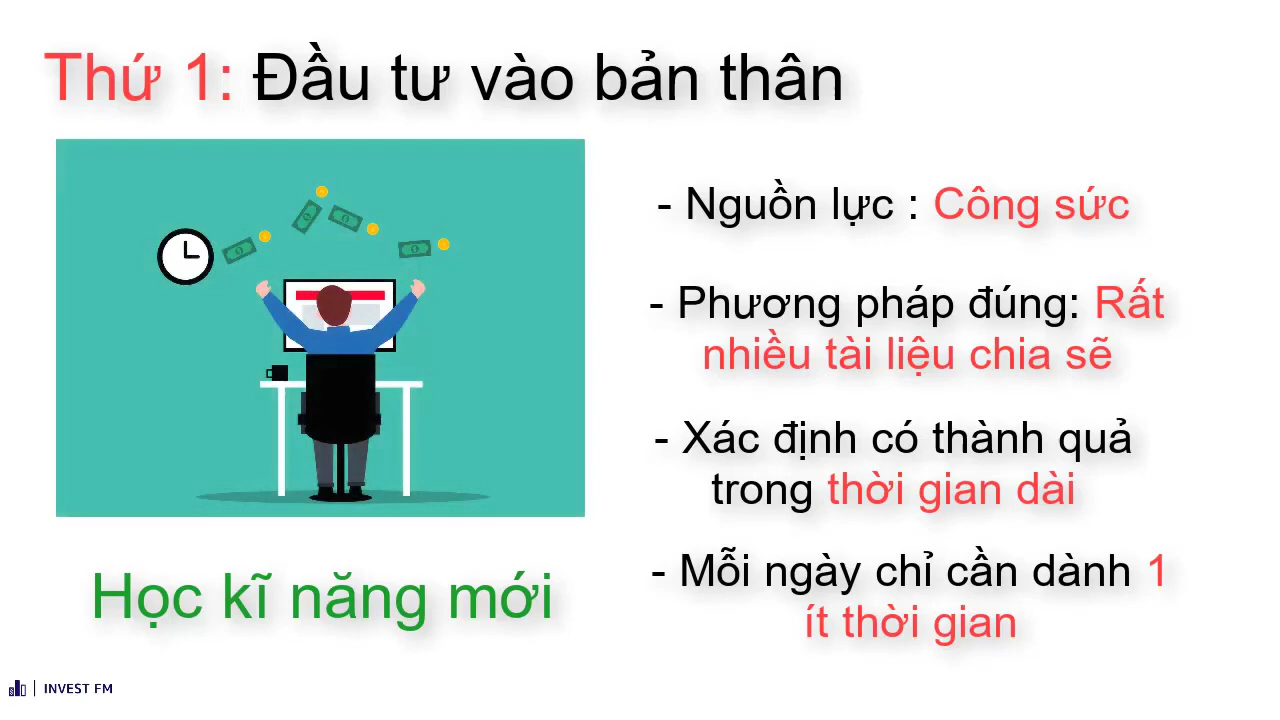 Thứ 1: Đầu tư vào bản thân
- Nguồn lực : Công sức
- Phương pháp đúng: Rất
nhiều tài liệu chia sẽ
- Xác định có thành quả
trong thời gian dài
- Mỗi ngày chỉ cần dành 1
ít thời gian
Học kĩ năng mới
INVEST FM